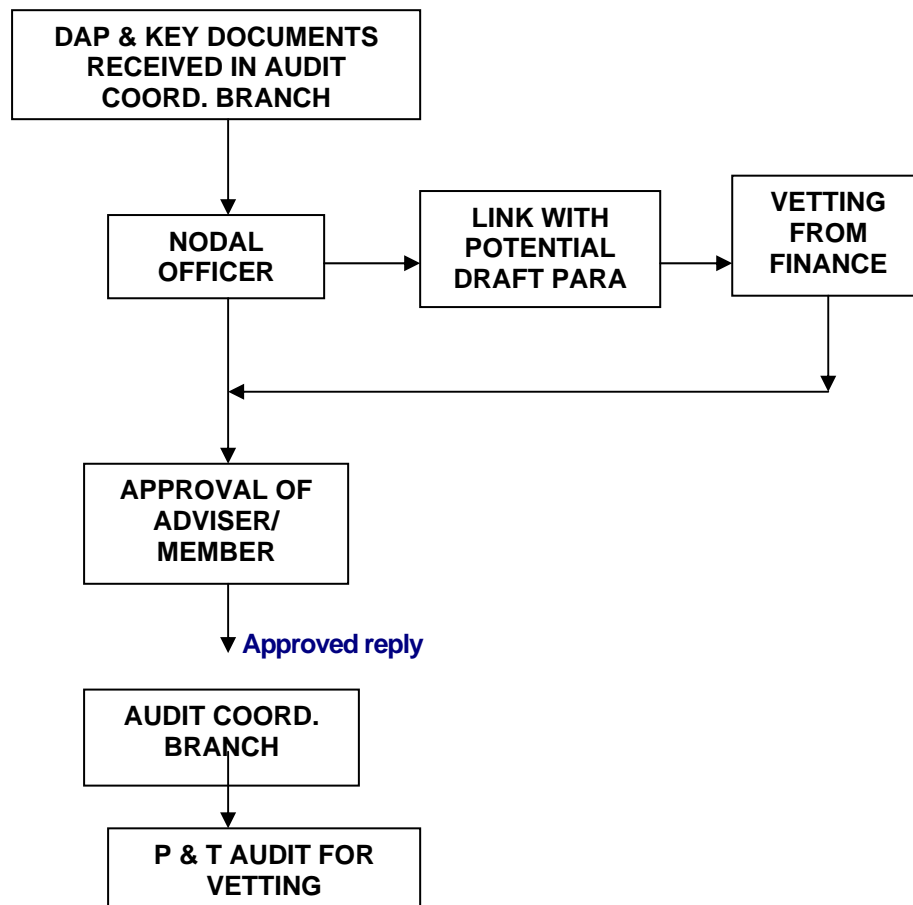 DAP & KEY DOCUMENTS
RECEIVED IN AUDIT
COORD. BRANCH
NODAL
OFFICER
LINK WITH
POTENTIAL
DRAFT PARA
VETTING
FROM
FINANCE
APPROVAL OF
ADVISER/
MEMBER
Approved reply
AUDIT COORD.
BRANCH
P & T AUDIT FOR
VETTING